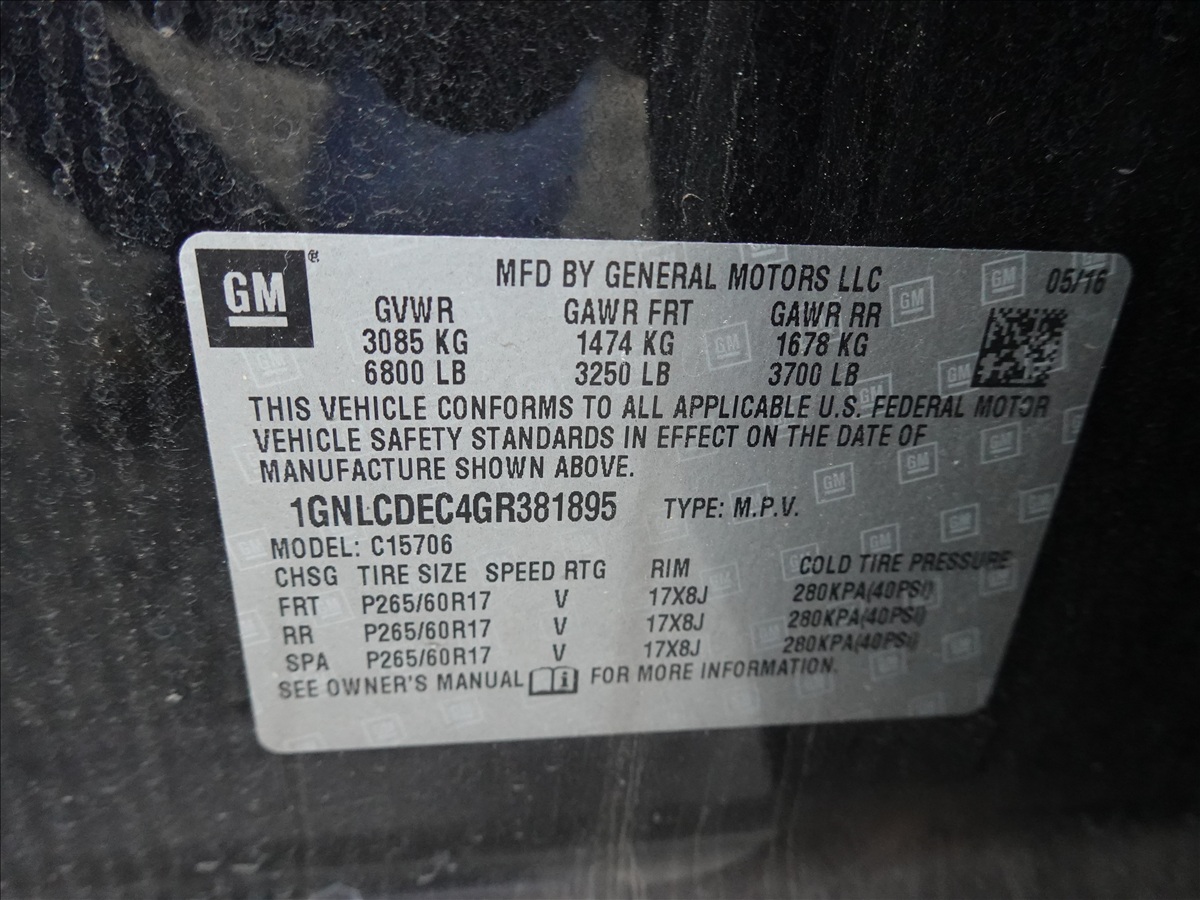 GM
MFD BY GENERAL MOTORS LLC 05/16
GVWR GAWR FRT GAWR RR
3085 KG 1474 KG 1678 KG
6800 LB 3250 LB 3700 LB
THIS VEHICLE CONFORMS TO ALL APPLICABLE U.S. FEDERAL MOTOR
VEHICLE SAFETY STANDARDS IN EFFECT ON THE DATE OF
MANUFACTURE SHOWN ABOVE.
1GNLCDEC4GR381895 TYPE: M.P.V.
MODEL: C15706
CHSG TIRE SIZE SPEED RTG RIM COLD TIRE PRESSURE
FRT P265/60R17 V 17X8J 280KPA(40PSI)
RR P265/60R17 V 17X8J 280KPA(40PSI)
SPA P265/60R17 V 17X8J 280KPA(40PSI)
SEE OWNER'S MANUAL FOR MORE INFORMATION.